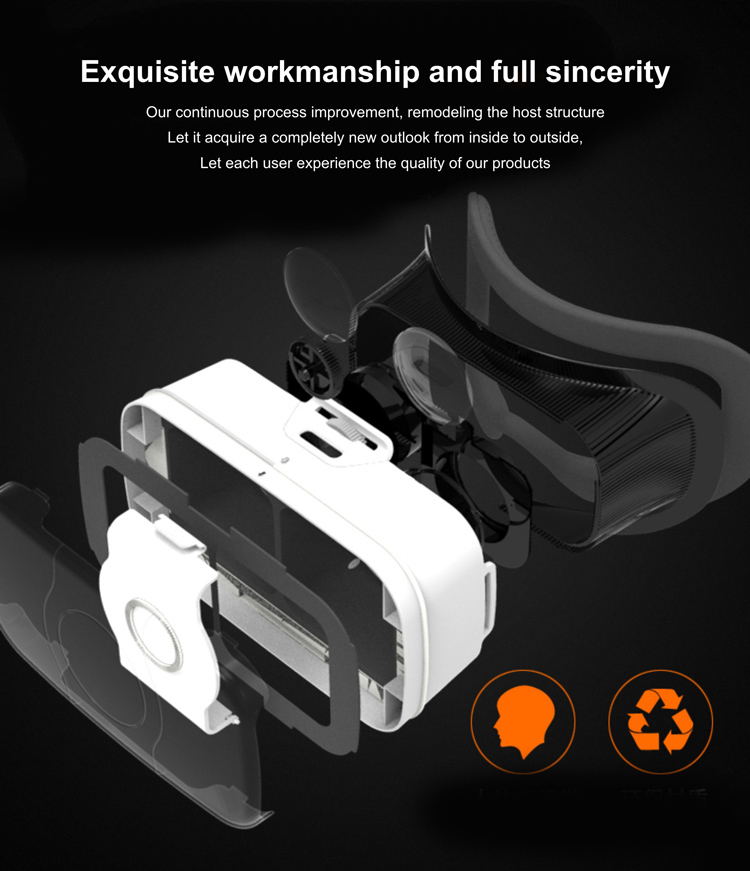 Exquisite workmanship and full sincerity
Our continuous process improvement, remodeling the host structure
Let it acquire a completely new outlook from inside to outside,
Let each user experience the quality of our products